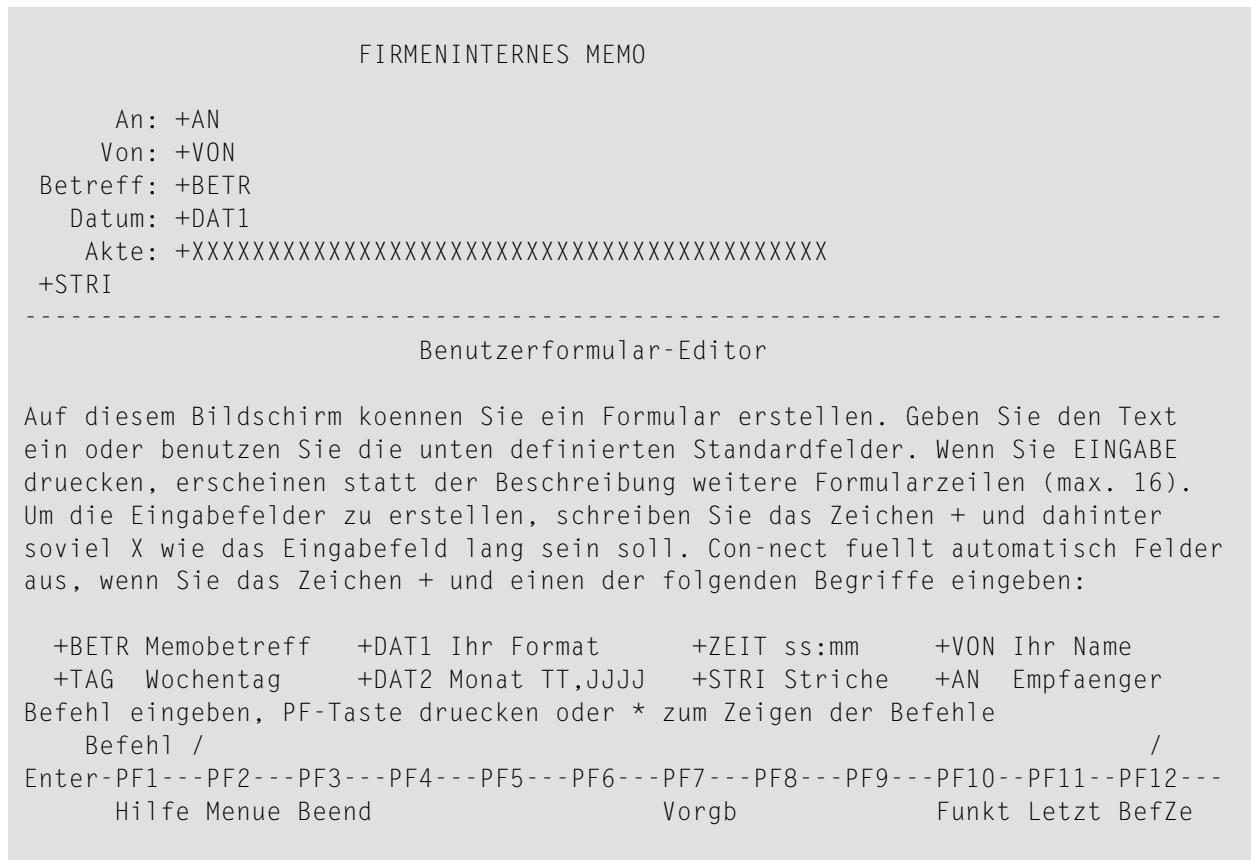 FIRMENINTERNES MEMO
An: +AN
Von: +VON
Betreff: +BETR
Datum: +DAT1
Akte: +XXXXXXXXXXXXXXXXXXXXXXXXXXXXXXXXXXXXXXXXXX
+STRI
-------------------------------------------------------------------------------
Benutzerformular-Editor
Auf diesem Bildschirm koennen Sie ein Formular erstellen. Geben Sie den Text
ein oder benutzen Sie die unten definierten Standardfelder. Wenn Sie EINGABE
druecken, erscheinen statt der Beschreibung weitere Formularzeilen (max. 16).
Um die Eingabefelder zu erstellen, schreiben Sie das Zeichen + und dahinter
soviel X wie das Eingabefeld lang sein soll. Con-nect fuellt automatisch Felder
aus, wenn Sie das Zeichen + und einen der folgenden Begriffe eingeben:
+BETR Memobetreff +DAT1 Ihr Format +ZEIT ss:mm +VON Ihr Name
+TAG Wochentag +DAT2 Monat TT,JJJJ +STRI Striche +AN Empfaenger
Befehl eingeben, PF-Taste druecken oder * zum Zeigen der Befehle
Befehl / /
Enter-PF1---PF2---PF3---PF4---PF5---PF6---PF7---PF8---PF9---PF10--PF11--PF12---
Hilfe Menue Beend Vorgb Funkt Letzt BefZe